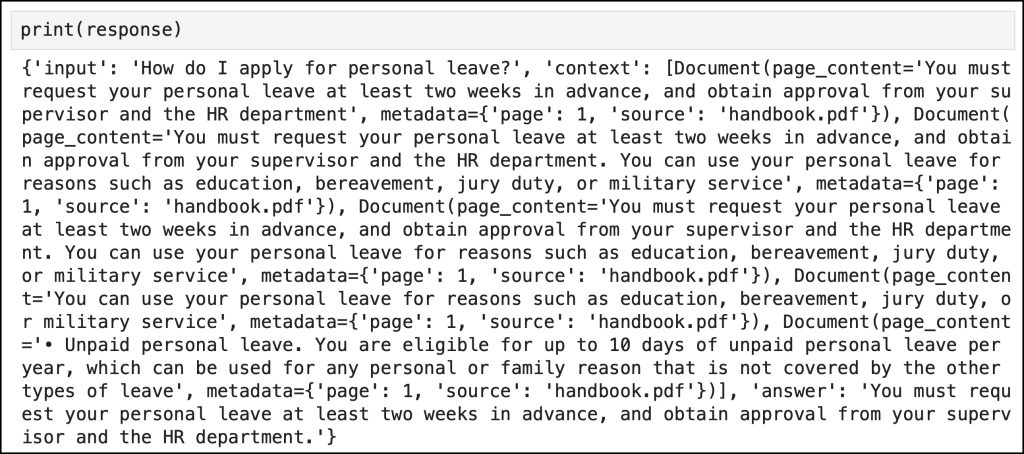 print(response)
{'input': 'How do I apply for personal leave?', 'context': [Document(page_content='You must
request your personal leave at least two weeks in advance, and obtain approval from your su
pervisor and the HR department', metadata={'page': 1, 'source': 'handbook.pdf'}), Document(
page_content='You must request your personal leave at least two weeks in advance, and obtai
n approval from your supervisor and the HR department. You can use your personal leave for
reasons such as education, bereavement, jury duty, or military service', metadata={'page':
1, 'source': 'handbook.pdf'}), Document(page_content='You must request your personal leave
at least two weeks in advance, and obtain approval from your supervisor and the HR departme
nt. You can use your personal leave for reasons such as education, bereavement, jury duty,
or military service', metadata={'page': 1, 'source': 'handbook.pdf'}), Document(page_conten
t='You can use your personal leave for reasons such as education, bereavement, jury duty, o
r military service', metadata={'page': 1, 'source': 'handbook.pdf'}), Document(page_content
='• Unpaid personal leave. You are eligible for up to 10 days of unpaid personal leave per
year, which can be used for any personal or family reason that is not covered by the other
types of leave', metadata={'page': 1, 'source': 'handbook.pdf'})], 'answer': 'You must requ
est your personal leave at least two weeks in advance, and obtain approval from your superv
isor and the HR department.'}